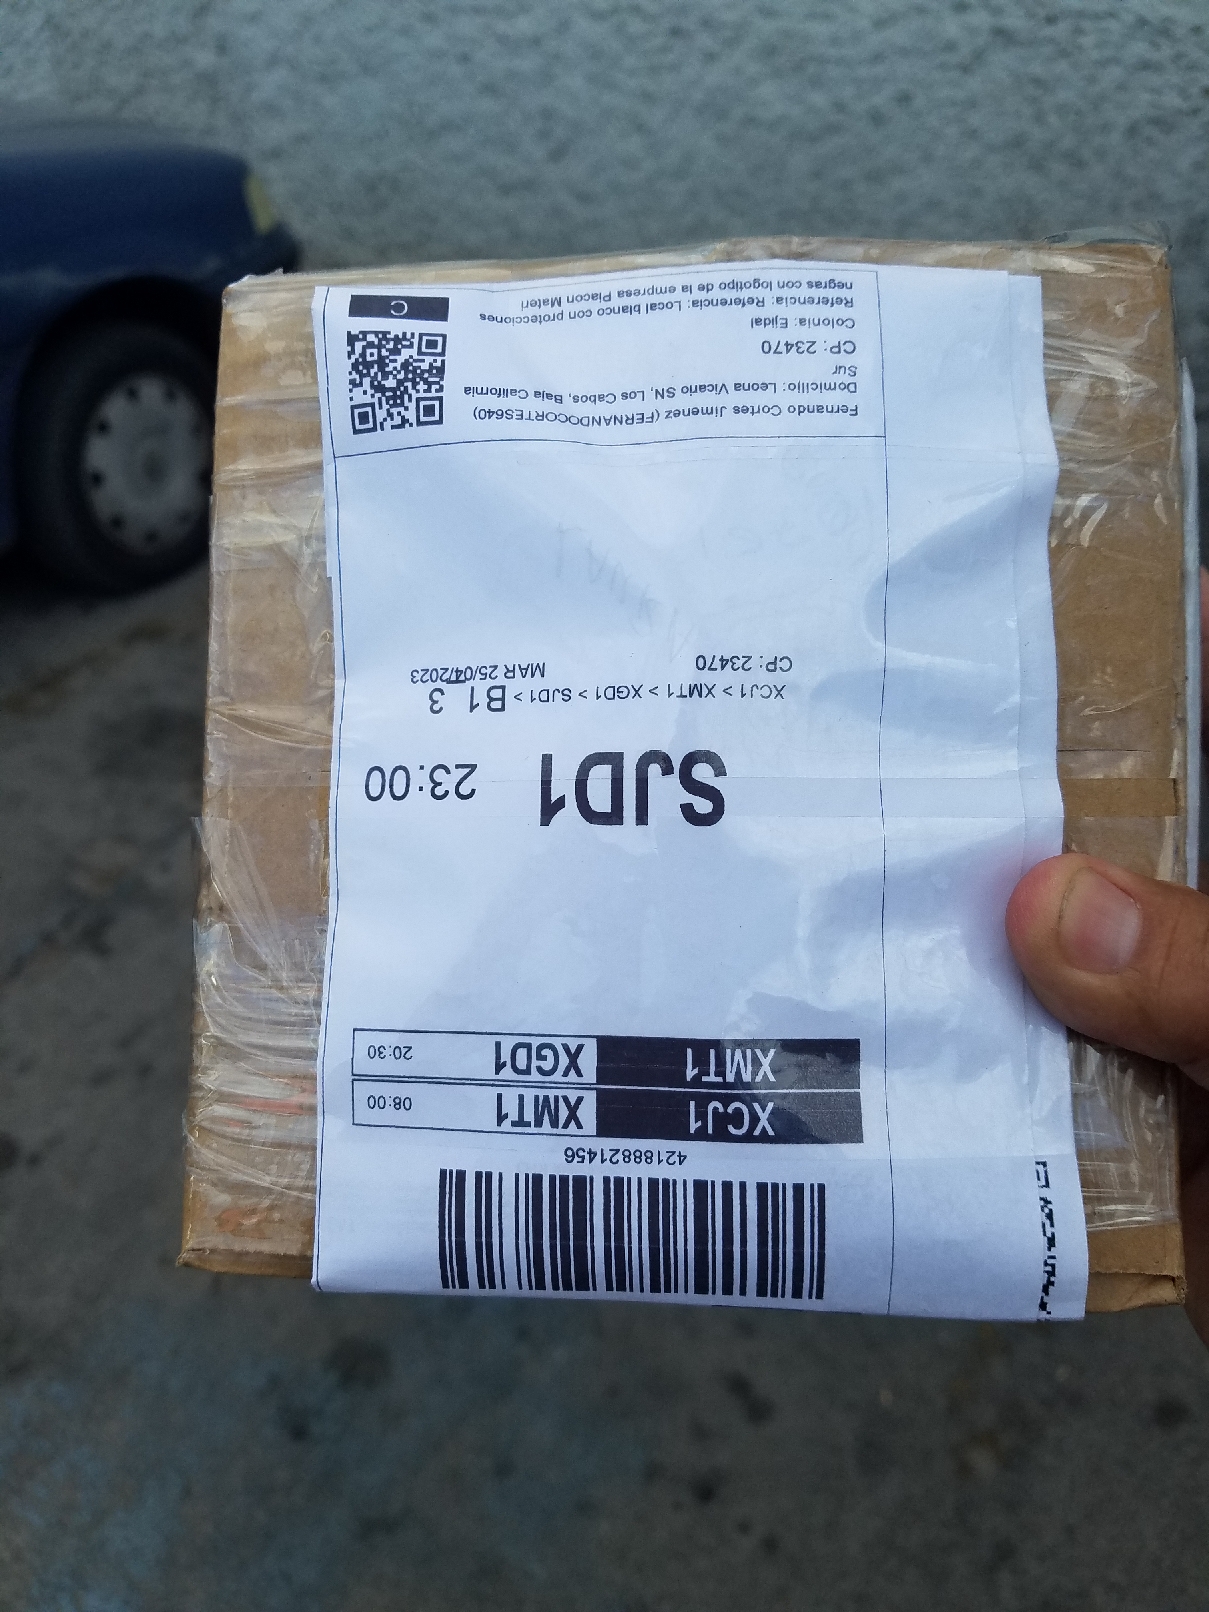 42188821456
XCJ1 XMT1 08:00
XMT1 XGD1 20:30
SJD1 23:00
XCJ1 > XMT1 > XGD1 > SJD1 > B1 3
CP: 23470 MAR 25/04/2023
Fernando Cortes Jimenez (FERNANDOCORTES640)
Domicilio: Leona Vicario SN, Los Cabos, Baja California
Sur
CP: 23470
Colonia: Ejidal
Referencia: Referencia: Local blanco con protecciones
negras con logotipo de la empresa Placon Materi
C